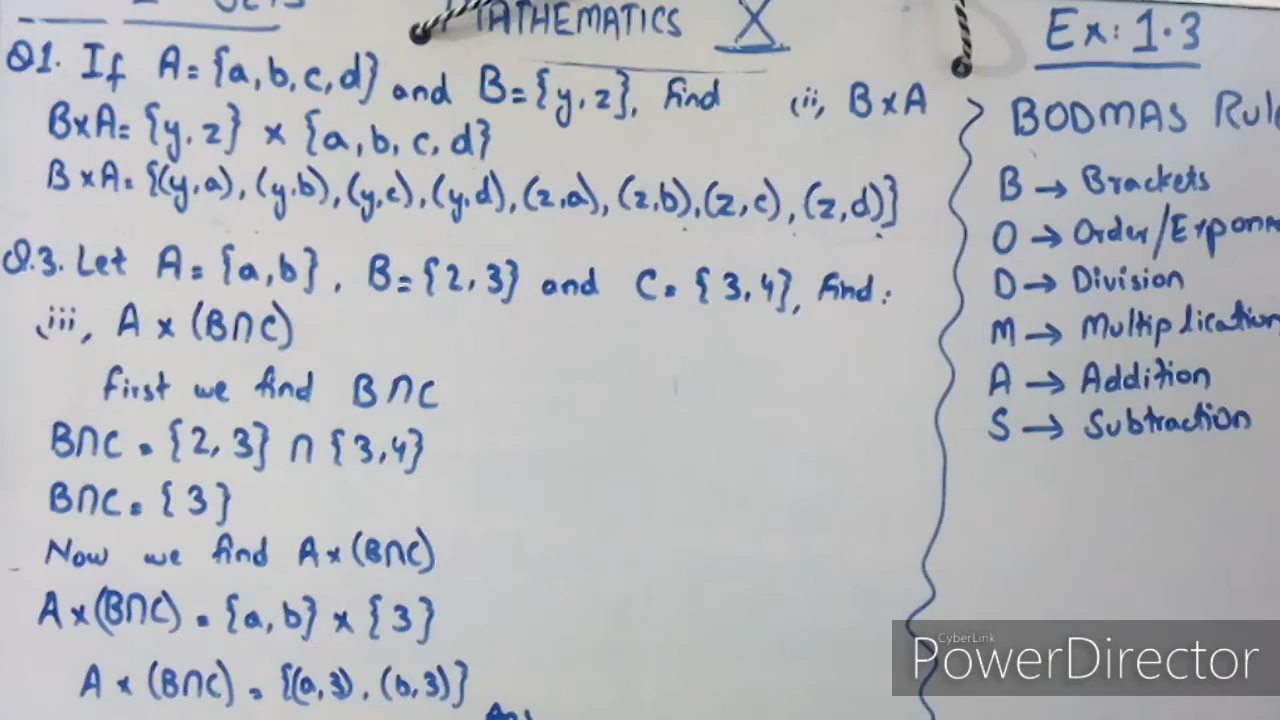 MATHEMATICS X
Ex: 1.3
Q1. If A = {a, b, c, d} and B = {y, z}, find (ii, B x A
B x A = {y, z} x {a, b, c, d}
B x A = {(y, a), (y, b), (y, c), (y, d), (z, a), (z, b), (z, c), (z, d)}
Q.3. Let A = {a, b}, B = {2, 3} and C = {3, 4}, find:
(iii, A x (B∩C)
first we find B∩C
B∩C = {2, 3} ∩ {3, 4}
B∩C = {3}
Now we find A x (B∩C)
A x (B∩C) = {a, b} x {3}
A x (B∩C) = {(a, 3), (b, 3)}
BODMAS Rule
B → Brackets
O → Order/Expone
D → Division
M → Multiplication
A → Addition
S → Subtraction
CyberLink
PowerDirector